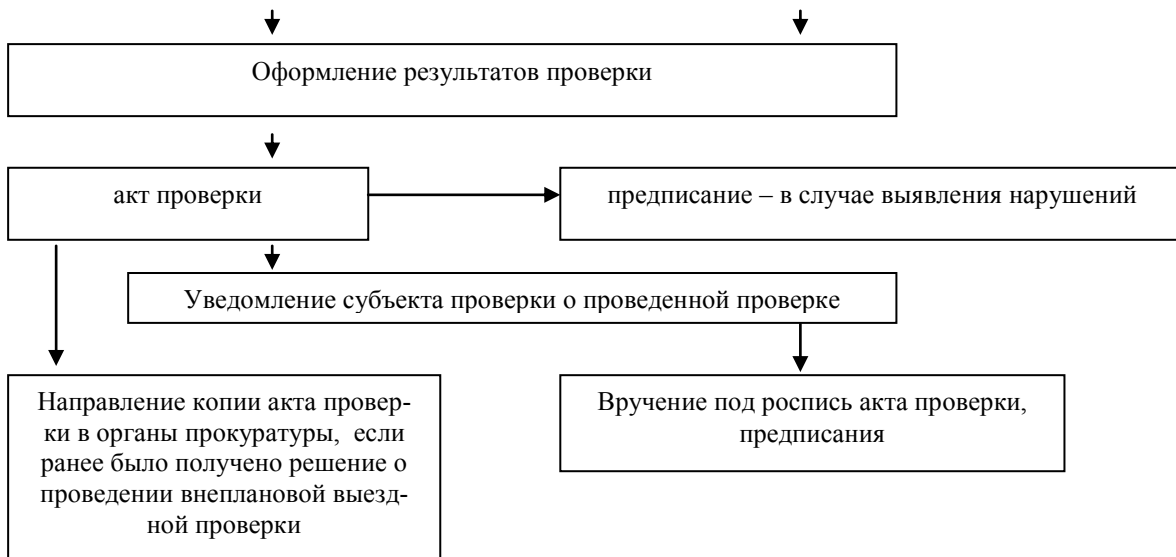 Оформление результатов проверки
акт проверки
предписание – в случае выявления нарушений
Уведомление субъекта проверки о проведенной проверке
Направление копии акта провер-
ки в органы прокуратуры, если
ранее было получено решение о
проведении внеплановой выезд-
ной проверки
Вручение под роспись акта проверки,
предписания